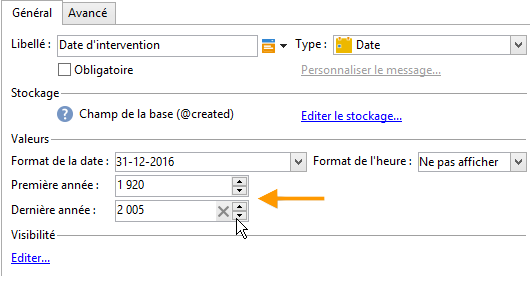 Général Avancé
Libellé : Date d'intervention Type : Date
Obligatoire Personnaliser le message...
Stockage
Champ de la base (@created) Editer le stockage...
Valeurs
Format de la date : 31-12-2016 Format de l'heure : Ne pas afficher
Première année : 1 920
Dernière année : 2 005
Visibilité
Editer...